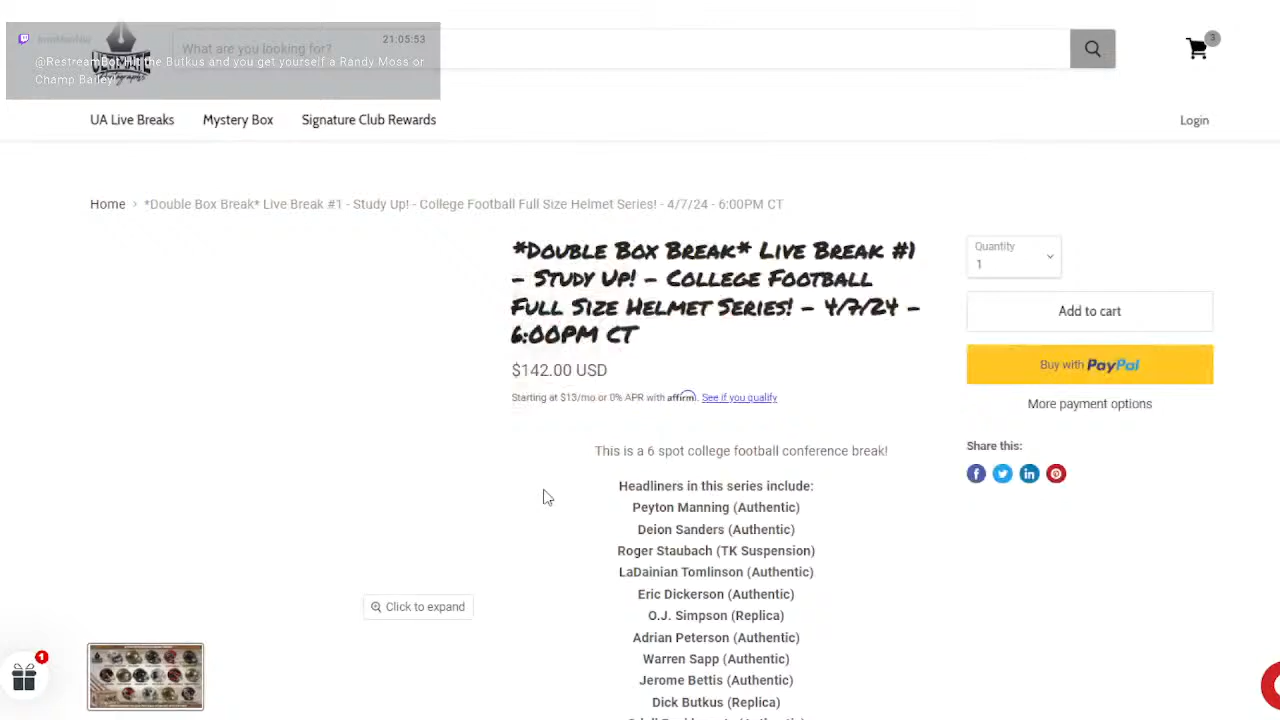 21:05:53
What are you looking for?
@RestreamBot Hit the Butkus and you get yourself a Randy Moss or
Champ Bailey!
3
UA Live Breaks
Mystery Box
Signature Club Rewards
Login
Home › *Double Box Break* Live Break #1 - Study Up! - College Football Full Size Helmet Series! - 4/7/24 - 6:00PM CT
*Double Box Break* Live Break #1
- Study Up! - College Football
Full Size Helmet Series! - 4/7/24 -
6:00PM CT
$142.00 USD
Starting at $13/mo or 0% APR with affirm. See if you qualify
Quantity
1
Add to cart
Buy with PayPal
More payment options
Share this:
This is a 6 spot college football conference break!
Headliners in this series include:
Peyton Manning (Authentic)
Deion Sanders (Authentic)
Roger Staubach (TK Suspension)
LaDainian Tomlinson (Authentic)
Eric Dickerson (Authentic)
O.J. Simpson (Replica)
Adrian Peterson (Authentic)
Warren Sapp (Authentic)
Jerome Bettis (Authentic)
Dick Butkus (Replica)
Click to expand
1